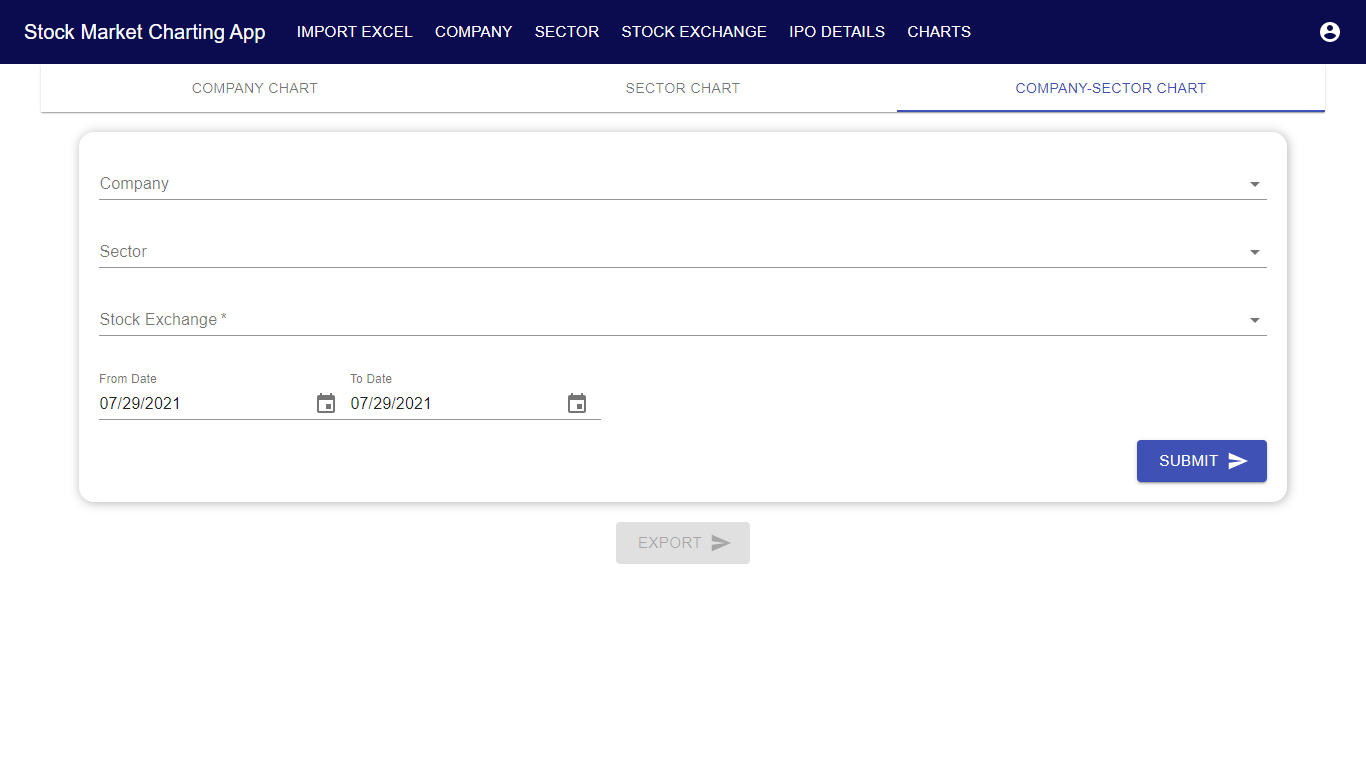 Stock Market Charting App IMPORT EXCEL COMPANY SECTOR STOCK EXCHANGE IPO DETAILS CHARTS
COMPANY CHART SECTOR CHART COMPANY-SECTOR CHART
Company
Sector
Stock Exchange *
From Date To Date
07/29/2021 07/29/2021
SUBMIT
EXPORT